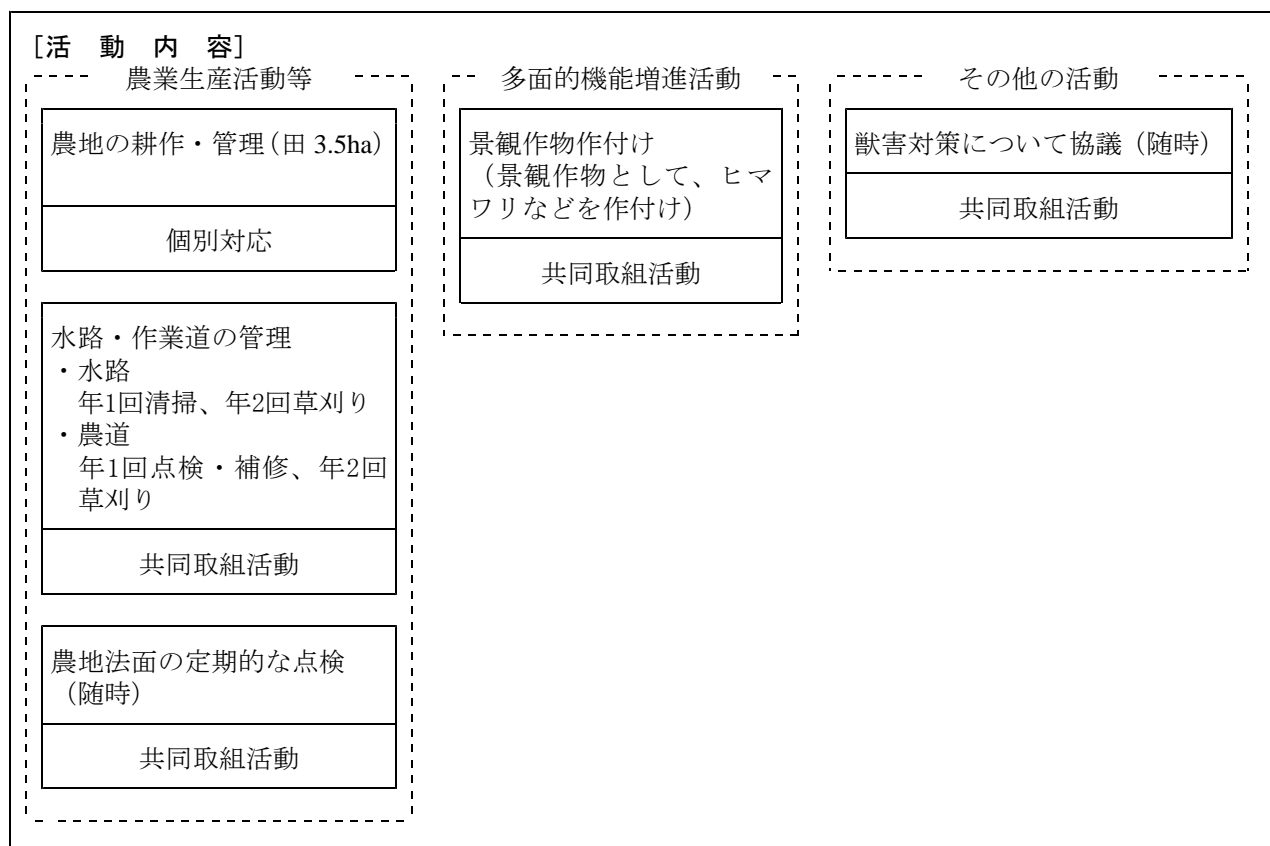 ［活　動　内　容］
農業生産活動等
農地の耕作・管理（田 3.5ha）
個別対応
水路・作業道の管理
・水路
年1回清掃、年2回草刈り
・農道
年1回点検・補修、年2回
草刈り
共同取組活動
農地法面の定期的な点検
（随時）
共同取組活動
多面的機能増進活動
景観作物作付け
（景観作物として、ヒマ
ワリなどを作付け）
共同取組活動
その他の活動
獣害対策について協議（随時）
共同取組活動